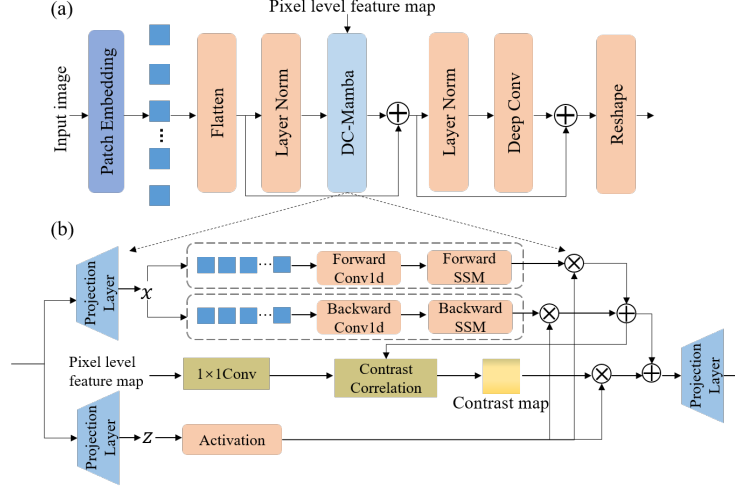 (a)
Pixel level feature map
Input image
Patch Embedding
...
Flatten
Layer Norm
DC-Mamba
+
Layer Norm
Deep Conv
+
Reshape
(b)
Projection
Layer
x
...
Forward
Conv1d
Forward
SSM
×
...
Backward
Conv1d
Backward
SSM
×
+
Pixel level
feature map
1×1Conv
Contrast
Correlation
Contrast map
×
+
Projection
Layer
Projection
Layer
z
Activation